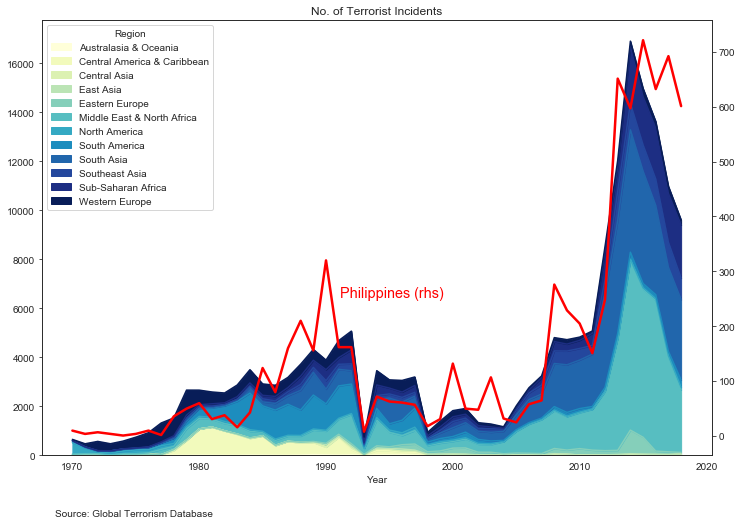 No. of Terrorist Incidents
Region
Australasia & Oceania
Central America & Caribbean
Central Asia
East Asia
Eastern Europe
Middle East & North Africa
North America
South America
South Asia
Southeast Asia
Sub-Saharan Africa
Western Europe
16000
14000
12000
10000
8000
6000
4000
2000
0
700
600
500
400
300
200
100
0
Philippines (rhs)
1970
1980
1990
2000
2010
2020
Year
Source: Global Terrorism Database